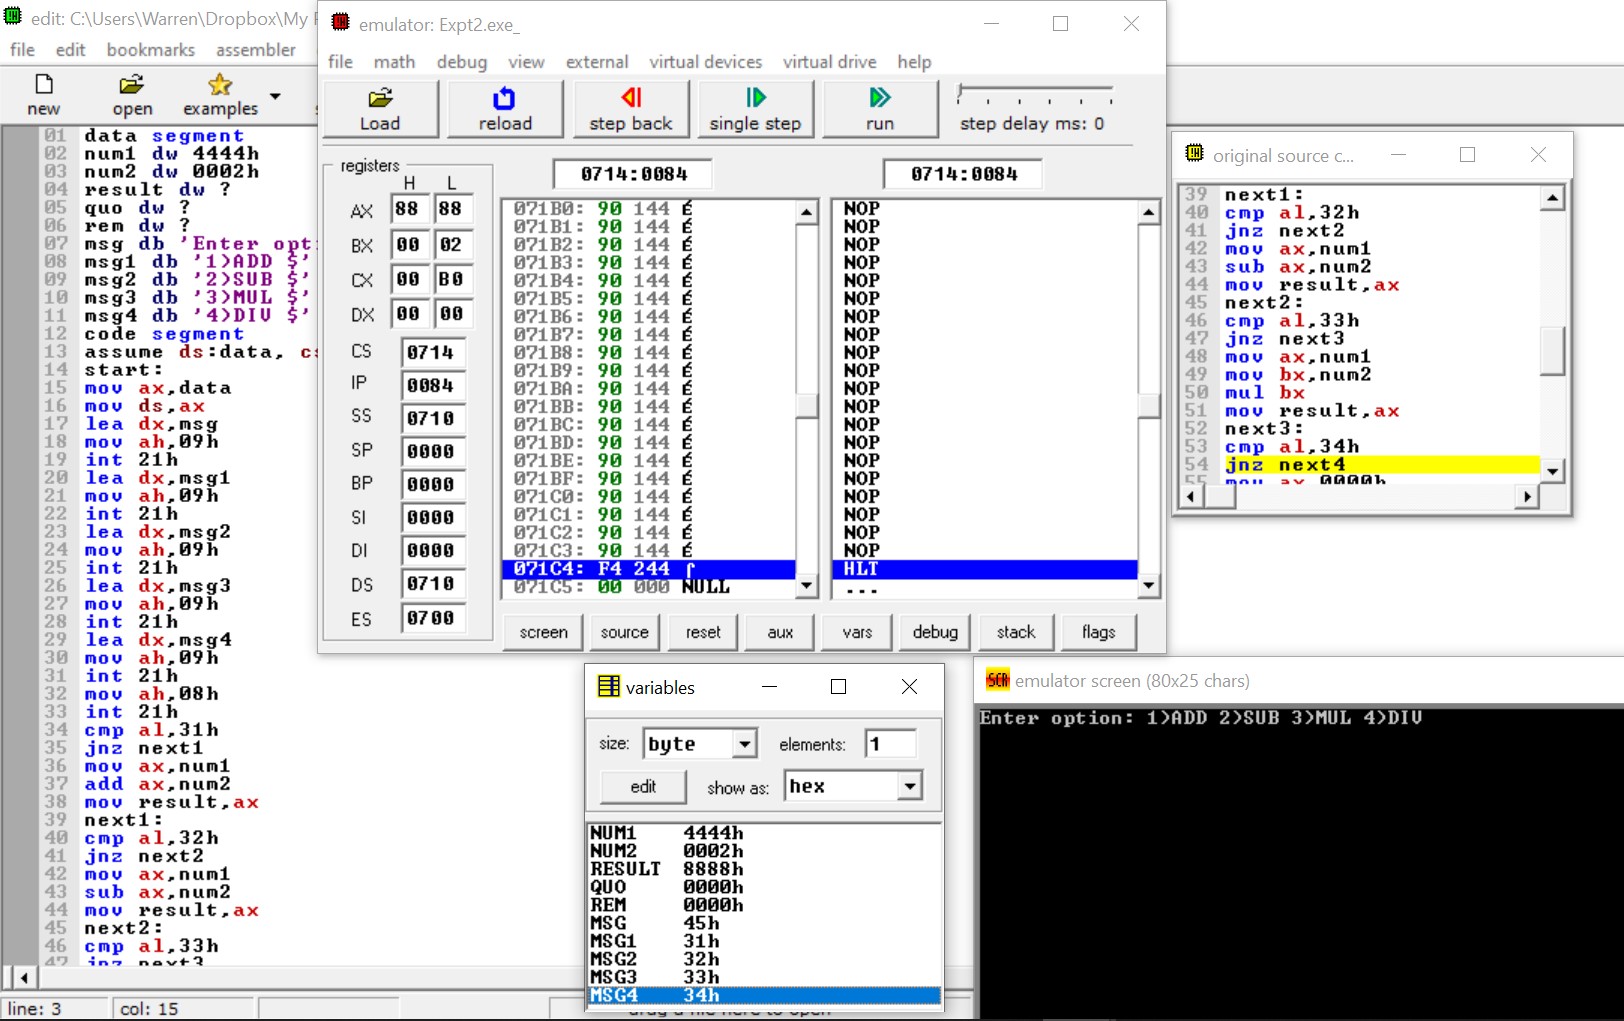 edit: C:\Users\Warren\Dropbox\My
file edit bookmarks assembler
new open examples
01 data segment
02 num1 dw 4444h
03 num2 dw 0002h
04 result dw ?
05 quo dw ?
06 rem dw ?
07 msg db 'Enter opti
08 msg1 db '1)ADD $'
09 msg2 db '2)SUB $'
10 msg3 db '3)MUL $'
11 msg4 db '4)DIV $'
12 code segment
13 assume ds:data, cs
14 start:
15 mov ax,data
16 mov ds,ax
17 lea dx,msg
18 mov ah,09h
19 int 21h
20 lea dx,msg1
21 mov ah,09h
22 int 21h
23 lea dx,msg2
24 mov ah,09h
25 int 21h
26 lea dx,msg3
27 mov ah,09h
28 int 21h
29 lea dx,msg4
30 mov ah,09h
31 int 21h
32 mov ah,08h
33 int 21h
34 cmp al,31h
35 jnz next1
36 mov ax,num1
37 add ax,num2
38 mov result,ax
39 next1:
40 cmp al,32h
41 jnz next2
42 mov ax,num1
43 sub ax,num2
44 mov result,ax
45 next2:
46 cmp al,33h
47 jnz next3
line: 3 col: 15
drag a file here to open
emulator: Expt2.exe_
file math debug view external virtual devices virtual drive help
Load reload step back single step run step delay ms: 0
registers 0714:0084 0714:0084
H L
AX 88 88
BX 00 02
CX 00 B0
DX 00 00
CS 0714
IP 0084
SS 0710
SP 0000
BP 0000
SI 0000
DI 0000
DS 0710
ES 0700
071B0: 90 144 É NOP
071B1: 90 144 É NOP
071B2: 90 144 É NOP
071B3: 90 144 É NOP
071B4: 90 144 É NOP
071B5: 90 144 É NOP
071B6: 90 144 É NOP
071B7: 90 144 É NOP
071B8: 90 144 É NOP
071B9: 90 144 É NOP
071BA: 90 144 É NOP
071BB: 90 144 É NOP
071BC: 90 144 É NOP
071BD: 90 144 É NOP
071BE: 90 144 É NOP
071BF: 90 144 É NOP
071C0: 90 144 É NOP
071C1: 90 144 É NOP
071C2: 90 144 É NOP
071C3: 90 144 É NOP
071C4: F4 244 ⌠ HLT
071C5: 00 000 NULL ...
screen source reset aux vars debug stack flags
original source c...
39 next1:
40 cmp al,32h
41 jnz next2
42 mov ax,num1
43 sub ax,num2
44 mov result,ax
45 next2:
46 cmp al,33h
47 jnz next3
48 mov ax,num1
49 mov bx,num2
50 mul bx
51 mov result,ax
52 next3:
53 cmp al,34h
54 jnz next4
55 mov ax 0000h
variables
size: byte elements: 1
edit show as: hex
NUM1 4444h
NUM2 0002h
RESULT 8888h
QUO 0000h
REM 0000h
MSG 45h
MSG1 31h
MSG2 32h
MSG3 33h
MSG4 34h
SCR emulator screen (80x25 chars)
Enter option: 1)ADD 2)SUB 3)MUL 4)DIV